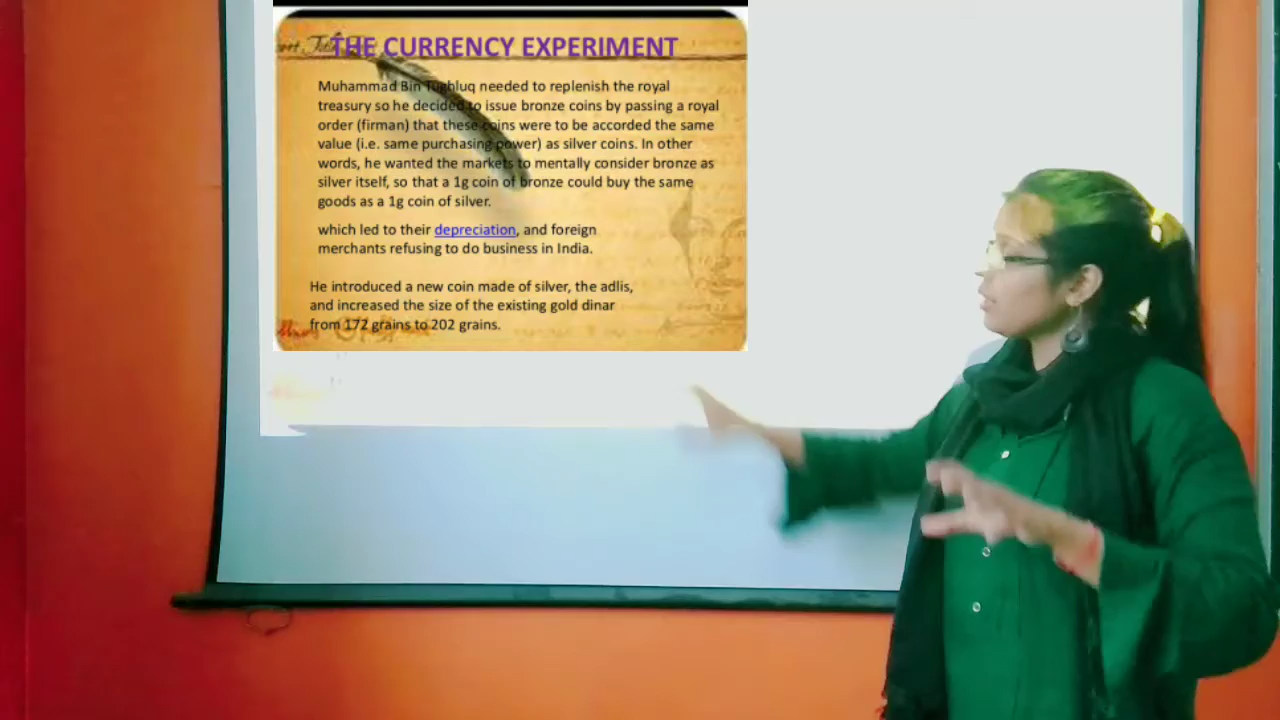 THE CURRENCY EXPERIMENT
Muhammad Bin Tughluq needed to replenish the royal
treasury so he decided to issue bronze coins by passing a royal
order (firman) that these coins were to be accorded the same
value (i.e. same purchasing power) as silver coins. In other
words, he wanted the markets to mentally consider bronze as
silver itself, so that a 1g coin of bronze could buy the same
goods as a 1g coin of silver.
which led to their depreciation, and foreign
merchants refusing to do business in India.
He introduced a new coin made of silver, the adlis,
and increased the size of the existing gold dinar
from 172 grains to 202 grains.